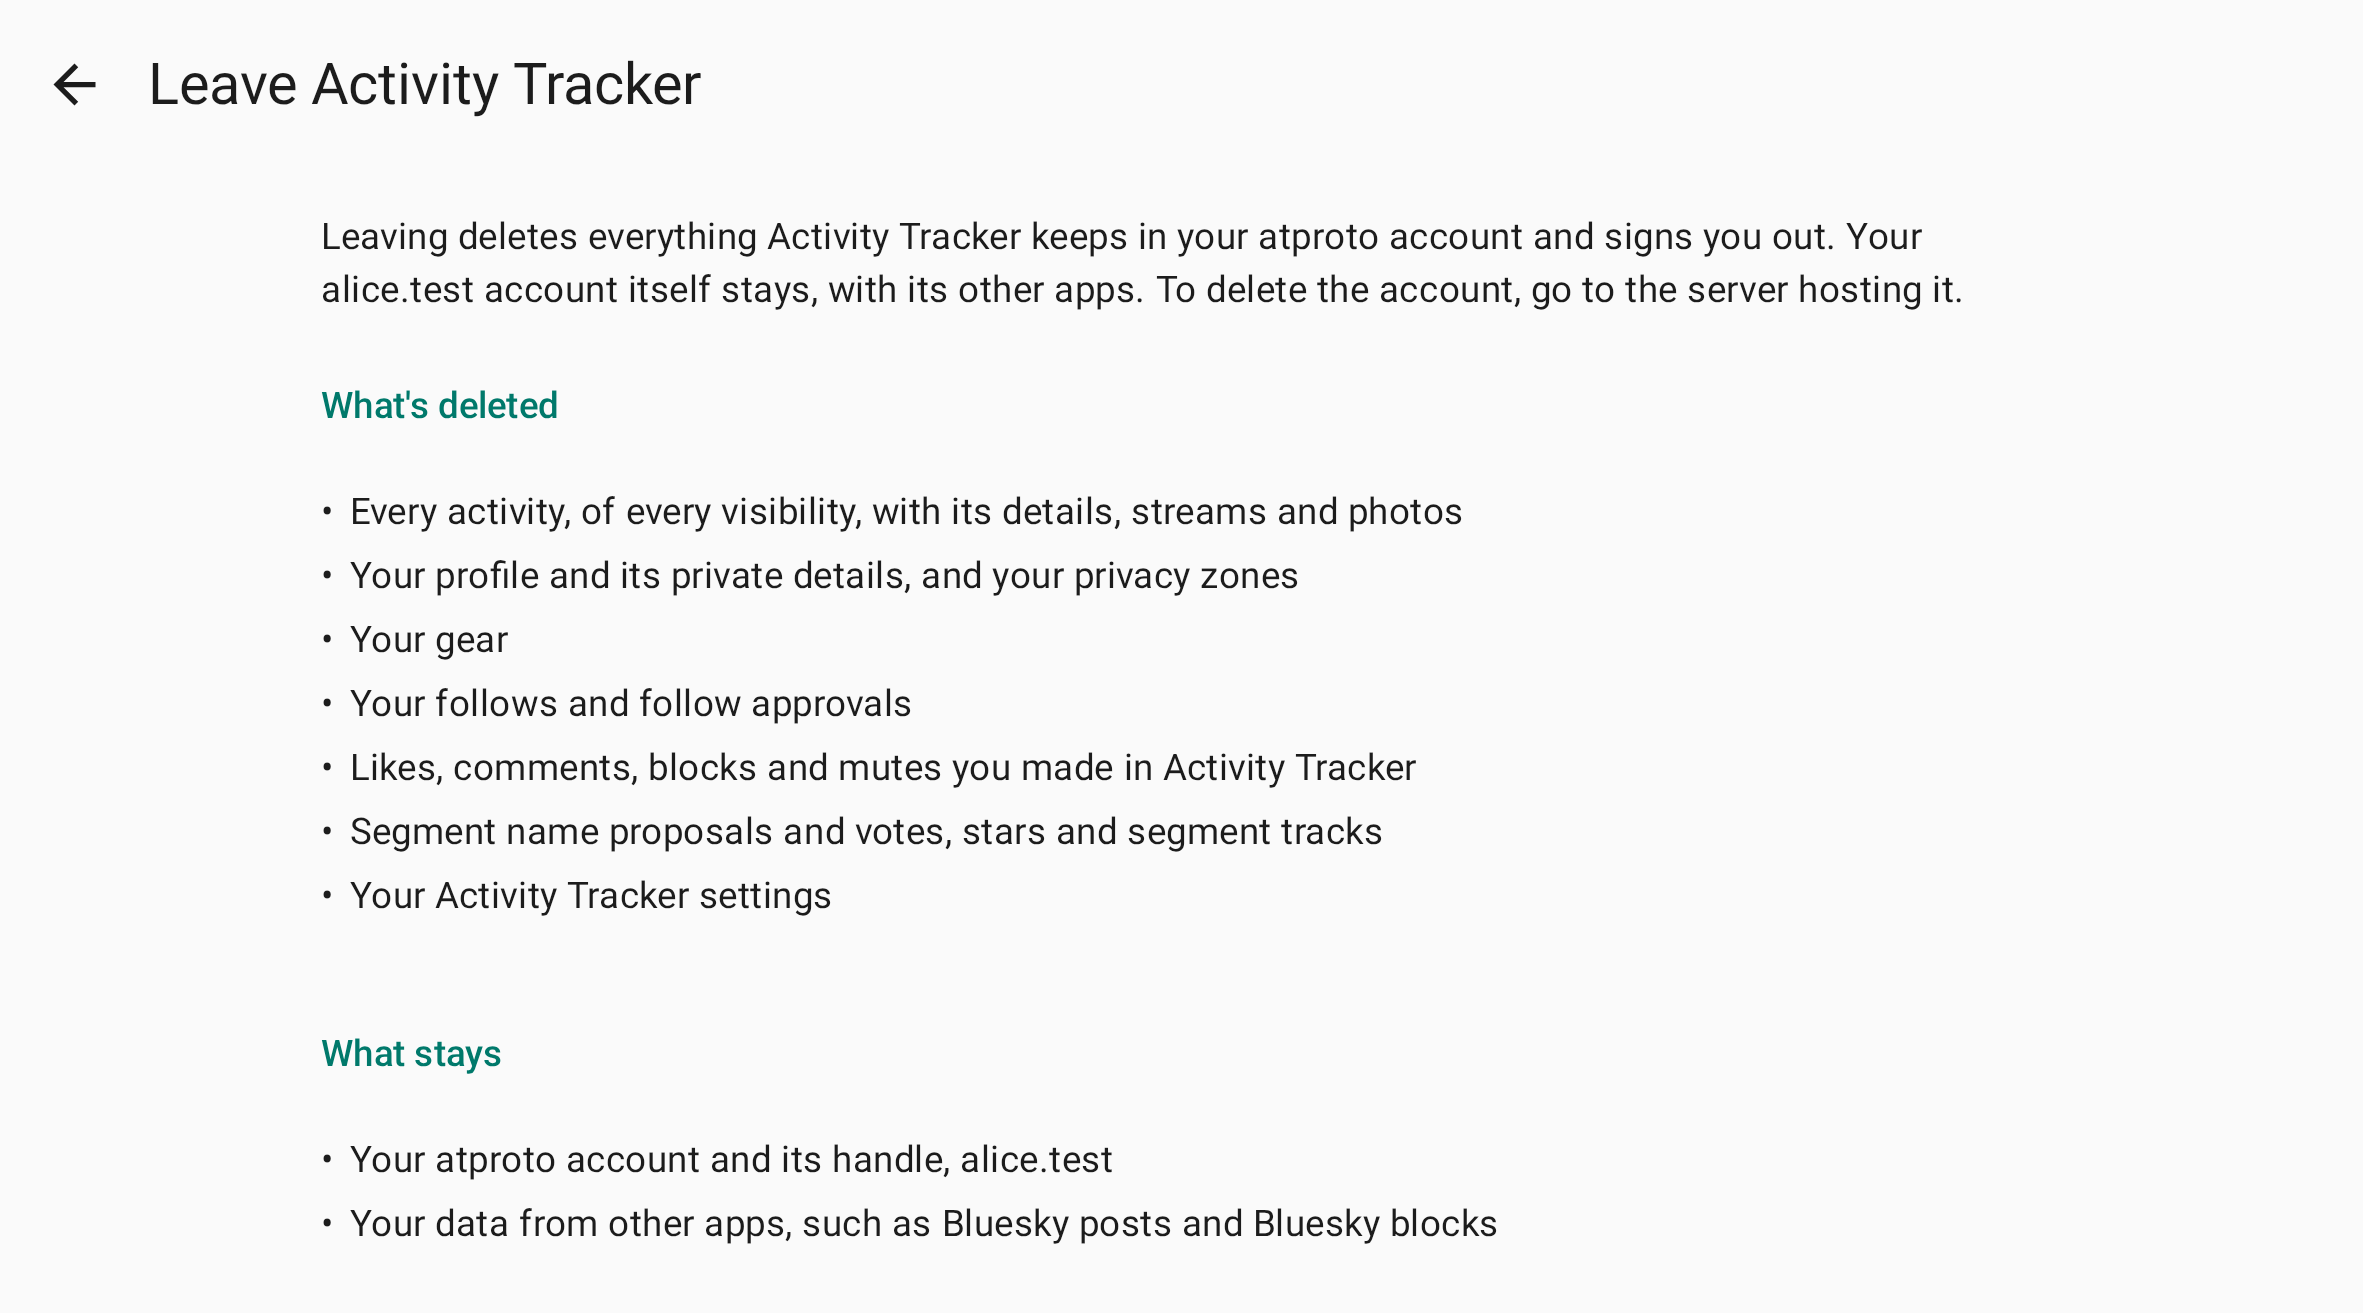 Leave Activity Tracker
Leaving deletes everything Activity Tracker keeps in your atproto account and signs you out. Your
alice.test account itself stays, with its other apps. To delete the account, go to the server hosting it.
What's deleted
• Every activity, of every visibility, with its details, streams and photos
• Your profile and its private details, and your privacy zones
• Your gear
• Your follows and follow approvals
• Likes, comments, blocks and mutes you made in Activity Tracker
• Segment name proposals and votes, stars and segment tracks
• Your Activity Tracker settings
What stays
• Your atproto account and its handle, alice.test
• Your data from other apps, such as Bluesky posts and Bluesky blocks